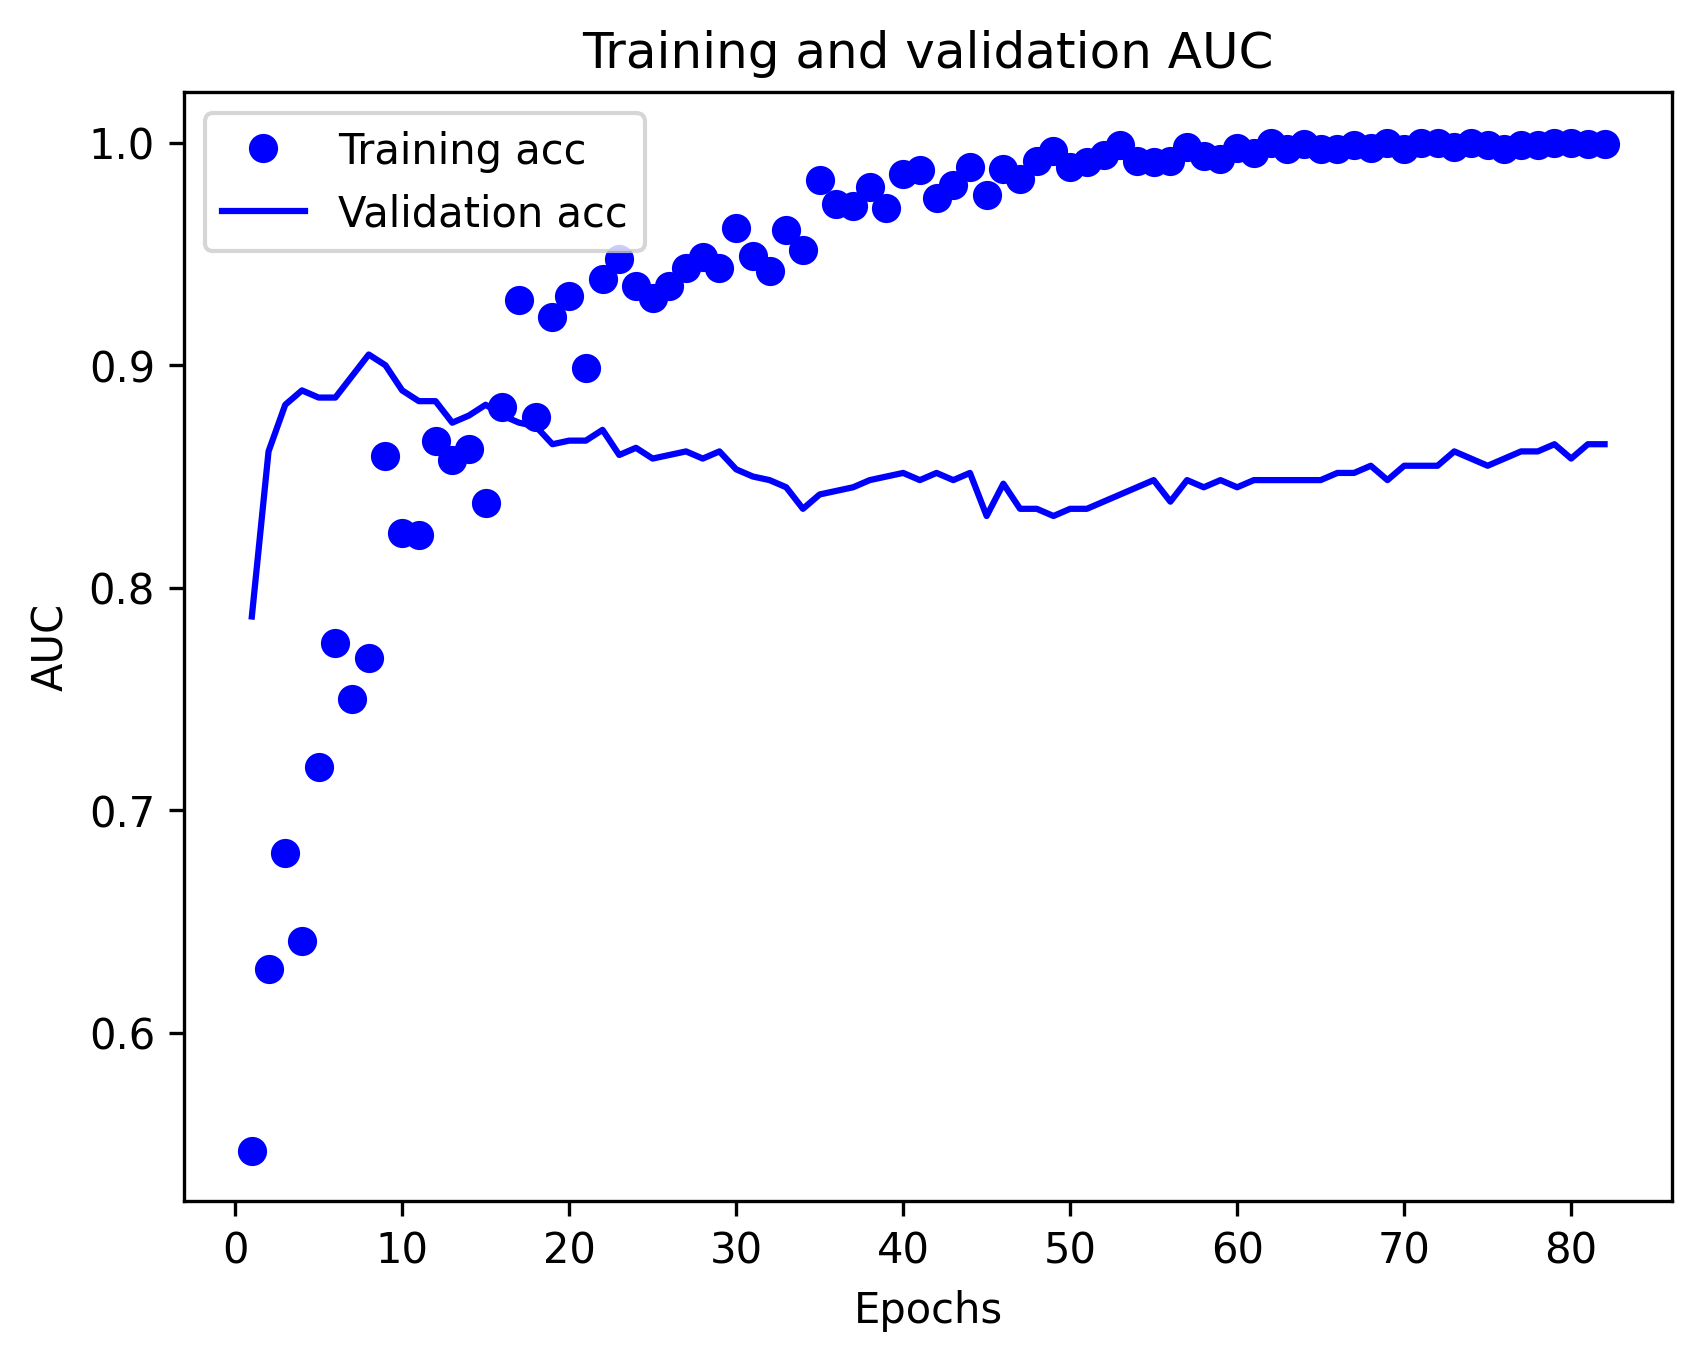 Training and validation AUC
Training acc
Validation acc
1.0
0.9
0.8
0.7
0.6
AUC
0 10 20 30 40 50 60 70 80
Epochs